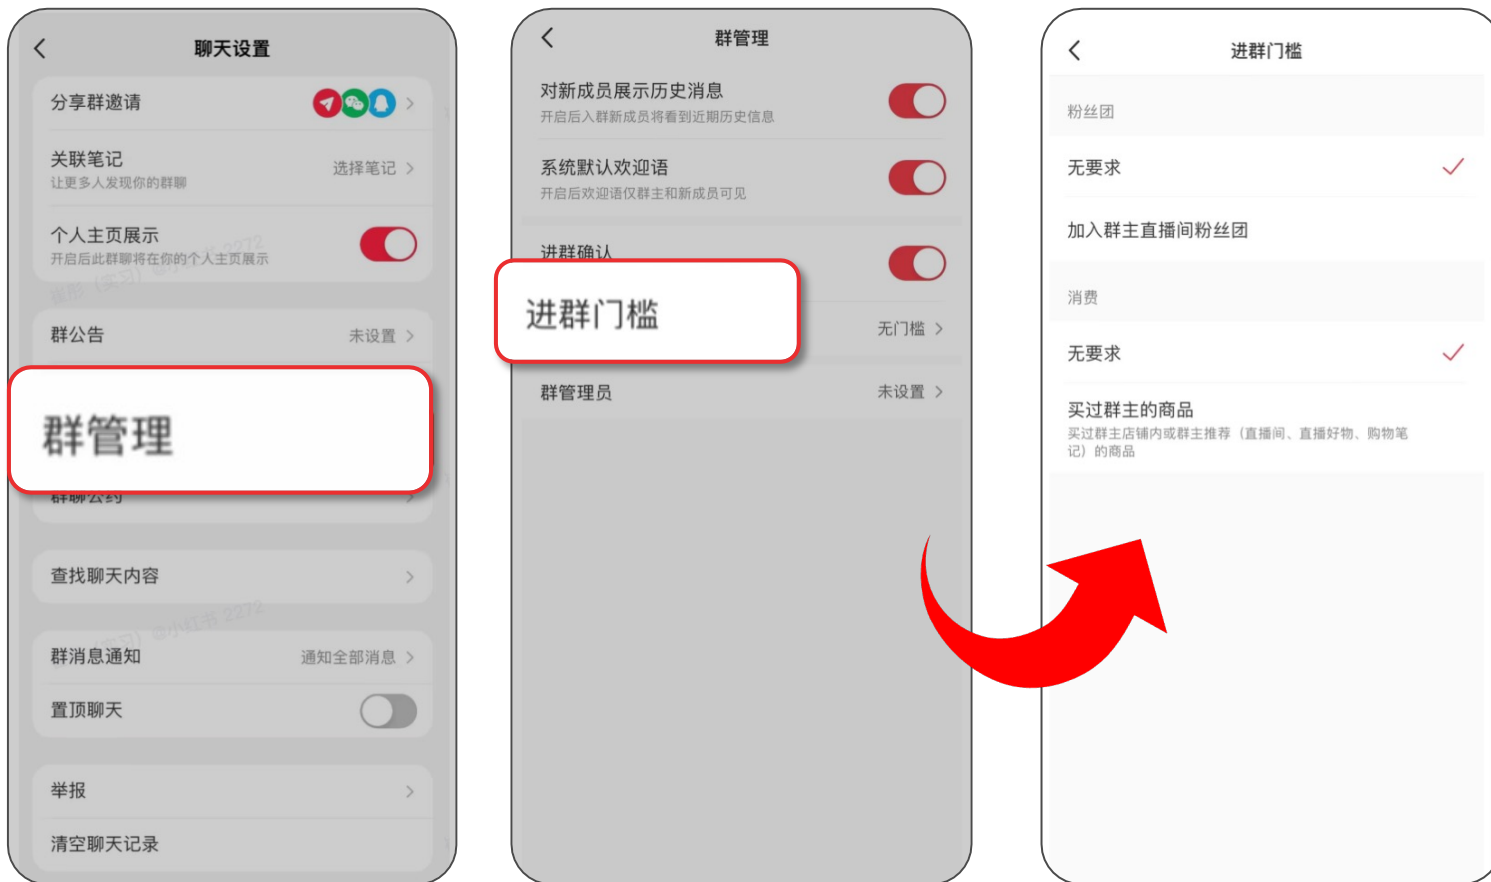 聊天设置
分享群邀请
关联笔记
选择笔记
让更多人发现你的群聊
个人主页展示
开启后此群聊将在你的个人主页展示
群公告
未设置
群管理
群聊公约
查找聊天内容
群消息通知
通知全部消息
置顶聊天
举报
清空聊天记录
群管理
对新成员展示历史消息
开启后入群新成员将看到近期历史信息
系统默认欢迎语
开启后欢迎语仅群主和新成员可见
进群确认
进群门槛
无门槛
群管理员
未设置
进群门槛
粉丝团
无要求
加入群主直播间粉丝团
消费
无要求
买过群主的商品
买过群主店铺内或群主推荐（直播间、直播好物、购物笔
记）的商品